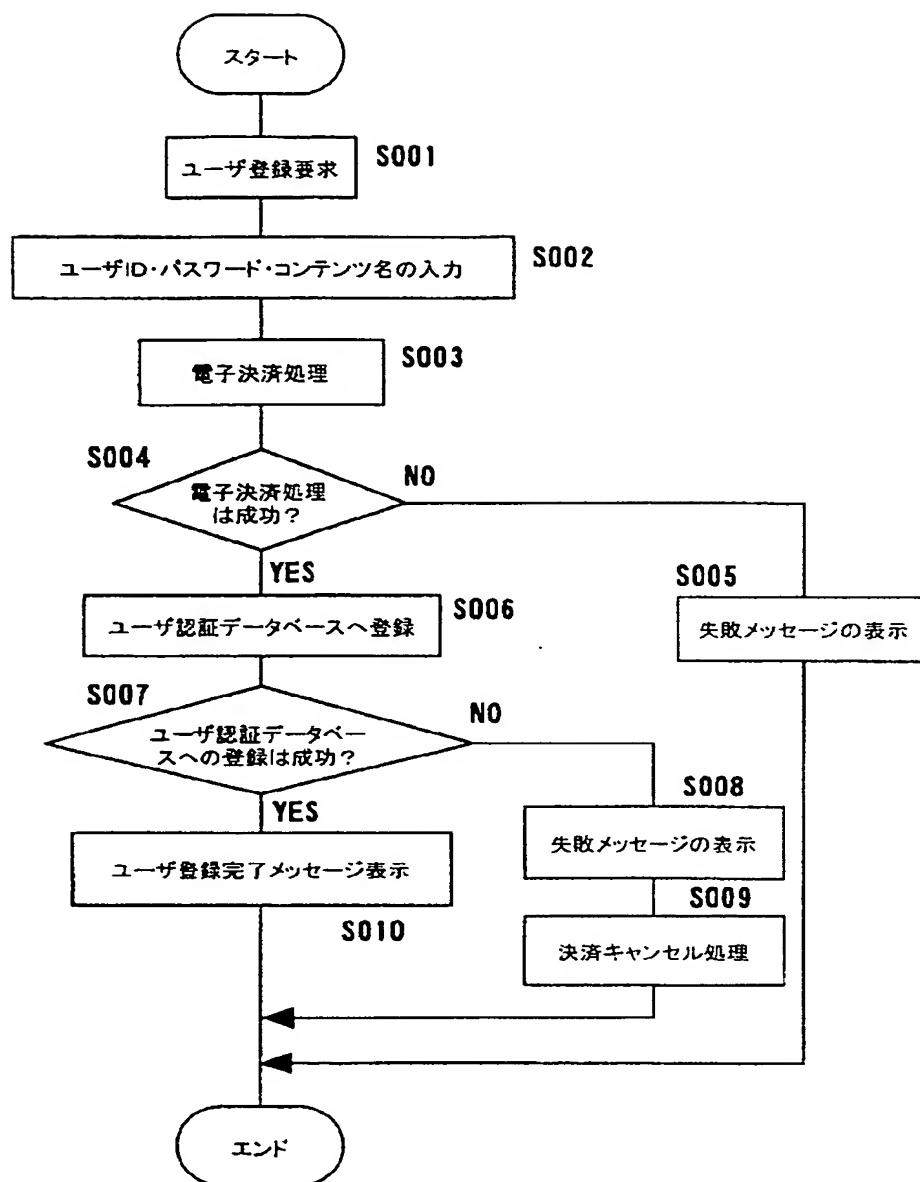 スタート
ユーザ登録要求
S001
ユーザID・パスワード・コンテンツ名の入力
S002
電子決済処理
S003
S004
電子決済処理
は成功？
NO
YES
S005
失敗メッセージの表示
ユーザ認証データベースへ登録
S006
S007
ユーザ認証データベー
スへの登録は成功？
NO
YES
S008
失敗メッセージの表示
ユーザ登録完了メッセージ表示
S010
S009
決済キャンセル処理
エンド